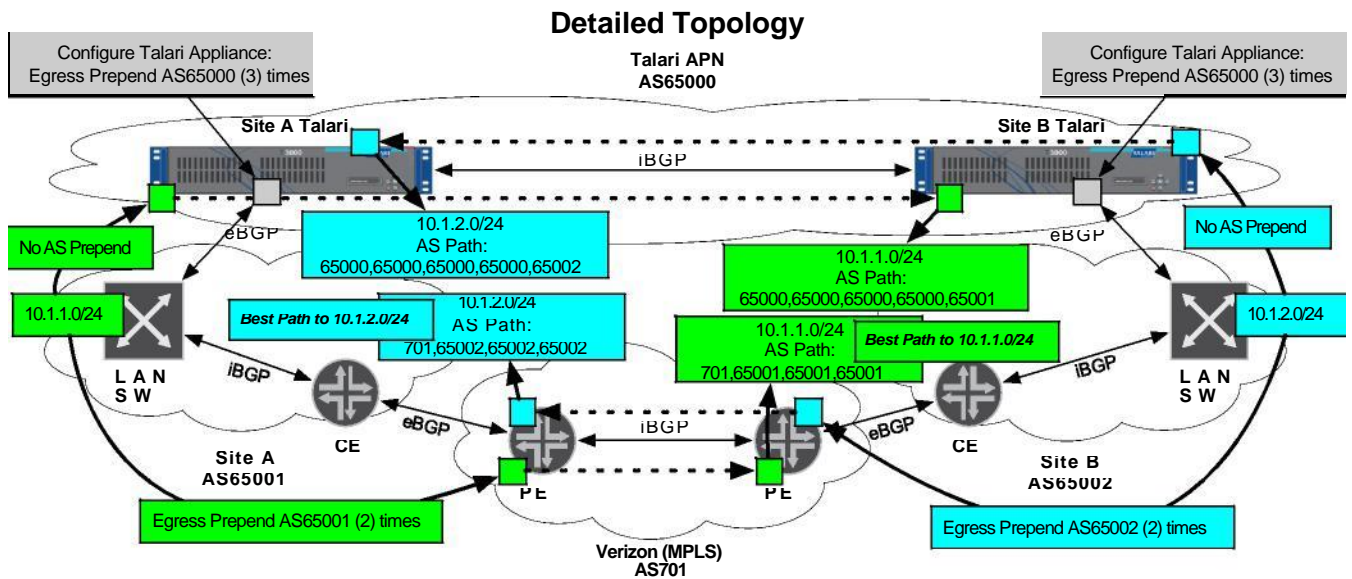 Detailed Topology
Configure Talari Appliance:
Egress Prepend AS65000 (3) times
Talari APN
AS65000
Configure Talari Appliance:
Egress Prepend AS65000 (3) times
Site A Talari
Site B Talari
iBGP
No AS Prepend
eBGP
10.1.2.0/24
AS Path:
65000,65000,65000,65000,65002
10.1.1.0/24
AS Path:
65000,65000,65000,65000,65001
eBGP
No AS Prepend
10.1.1.0/24
Best Path to 10.1.2.0/24
10.1.2.0/24
AS Path:
701,65002,65002,65002
10.1.1.0/24
AS Path:
701,65001,65001,65001
Best Path to 10.1.1.0/24
10.1.2.0/24
LAN
SW
iBGP
CE
eBGP
PE
iBGP
PE
eBGP
CE
iBGP
LAN
SW
Site A
AS65001
Site B
AS65002
Egress Prepend AS65001 (2) times
Egress Prepend AS65002 (2) times
Verizon (MPLS)
AS701